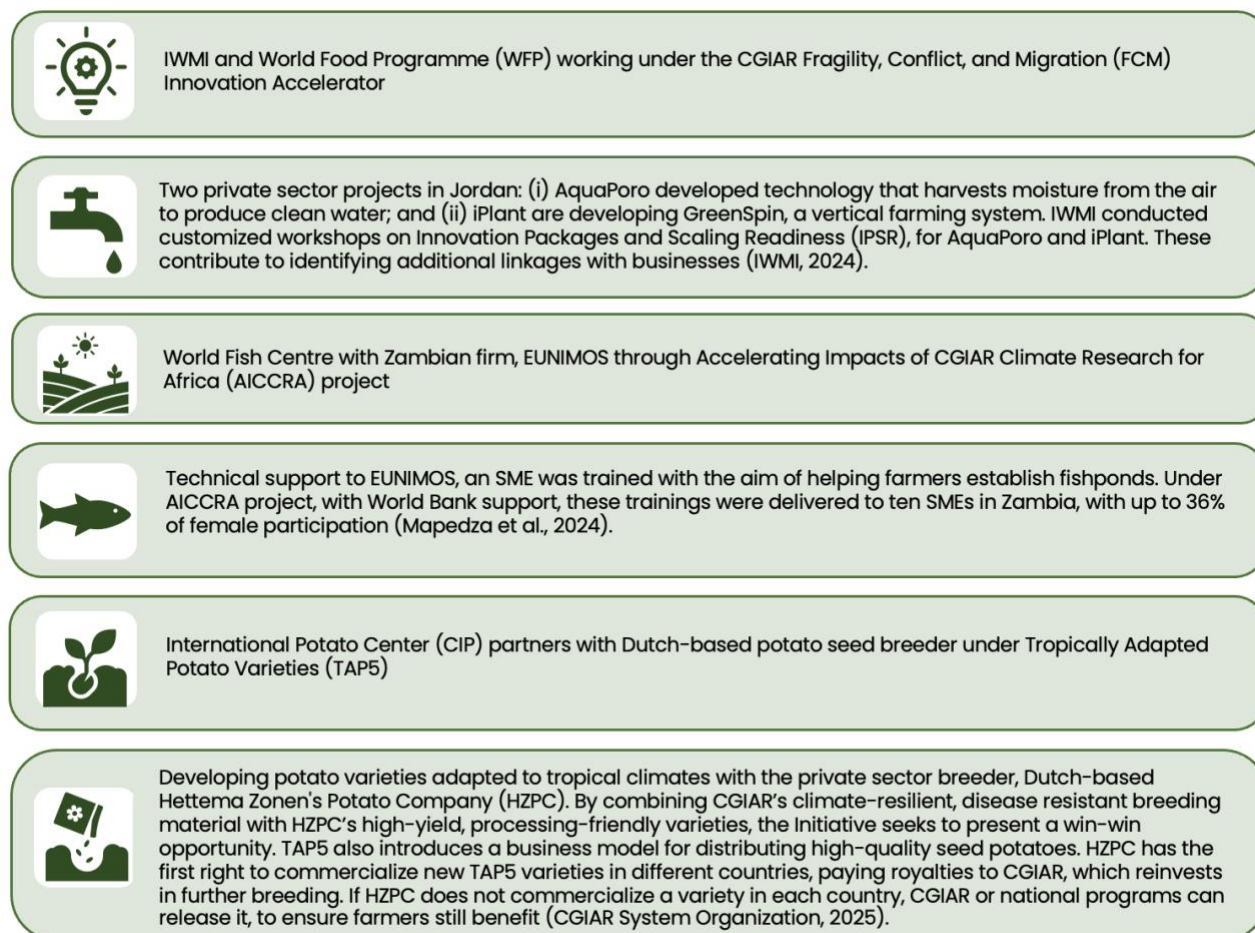 IWMI and World Food Programme (WFP) working under the CGIAR Fragility, Conflict, and Migration (FCM)
Innovation Accelerator
Two private sector projects in Jordan: (i) AquaPoro developed technology that harvests moisture from the air
to produce clean water; and (ii) iPlant are developing GreenSpin, a vertical farming system. IWMI conducted
customized workshops on Innovation Packages and Scaling Readiness (IPSR), for AquaPoro and iPlant. These
contribute to identifying additional linkages with businesses (IWMI, 2024).
World Fish Centre with Zambian firm, EUNIMOS through Accelerating Impacts of CGIAR Climate Research for
Africa (AICCRA) project
Technical support to EUNIMOS, an SME was trained with the aim of helping farmers establish fishponds. Under
AICCRA project, with World Bank support, these trainings were delivered to ten SMEs in Zambia, with up to 36%
of female participation (Mapedza et al., 2024).
International Potato Center (CIP) partners with Dutch-based potato seed breeder under Tropically Adapted
Potato Varieties (TAP5)
Developing potato varieties adapted to tropical climates with the private sector breeder, Dutch-based
Hettema Zonen's Potato Company (HZPC). By combining CGIAR’s climate-resilient, disease resistant breeding
material with HZPC’s high-yield, processing-friendly varieties, the Initiative seeks to present a win-win
opportunity. TAP5 also introduces a business model for distributing high-quality seed potatoes. HZPC has the
first right to commercialize new TAP5 varieties in different countries, paying royalties to CGIAR, which reinvests
in further breeding. If HZPC does not commercialize a variety in each country, CGIAR or national programs can
release it, to ensure farmers still benefit (CGIAR System Organization, 2025).